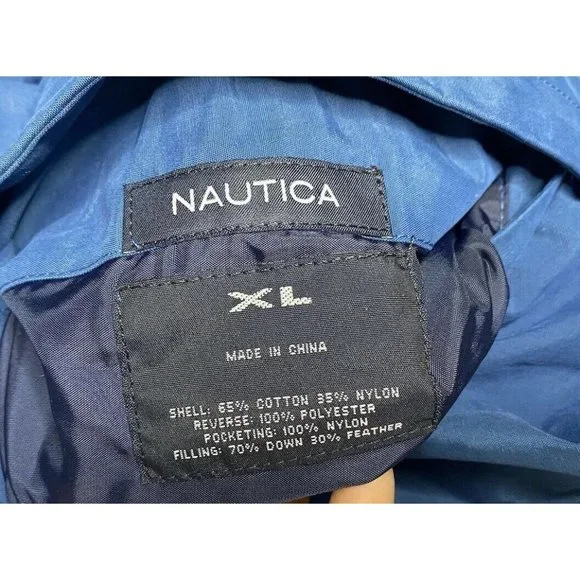 NAUTICA
XL
MADE IN CHINA
SHELL: 65% COTTON 35% NYLON
REVERSE: 100% POLYESTER
POCKETING: 100% NYLON
FILLING: 70% DOWN 30% FEATHER